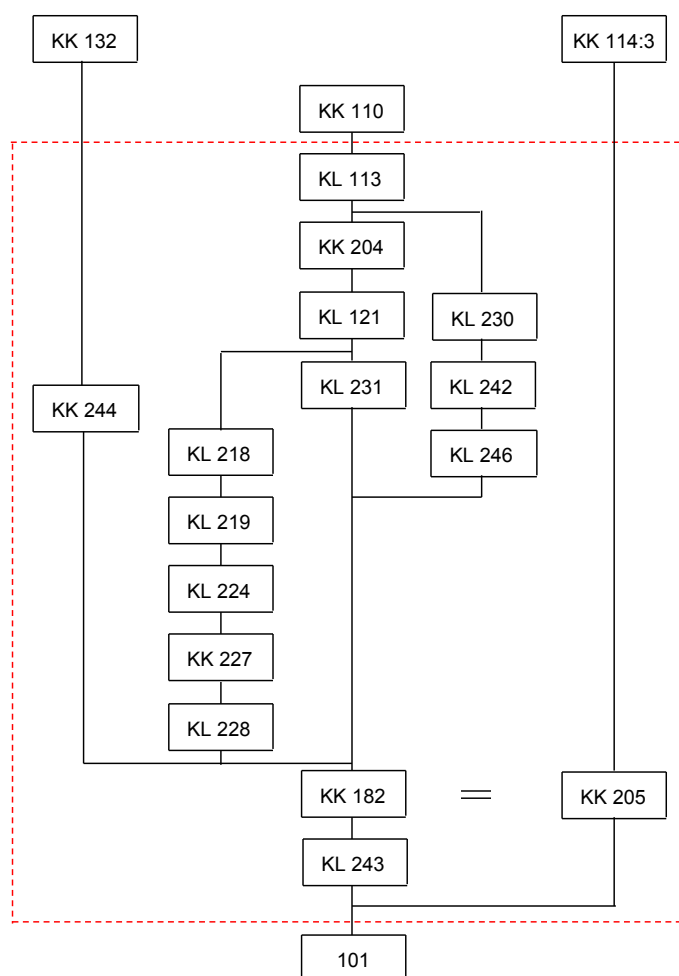 KK 132
KK 114:3
KK 110
KL 113
KK 204
KL 121
KL 230
KL 231
KL 242
KK 244
KL 218
KL 246
KL 219
KL 224
KK 227
KL 228
KK 182
=
KK 205
KL 243
101